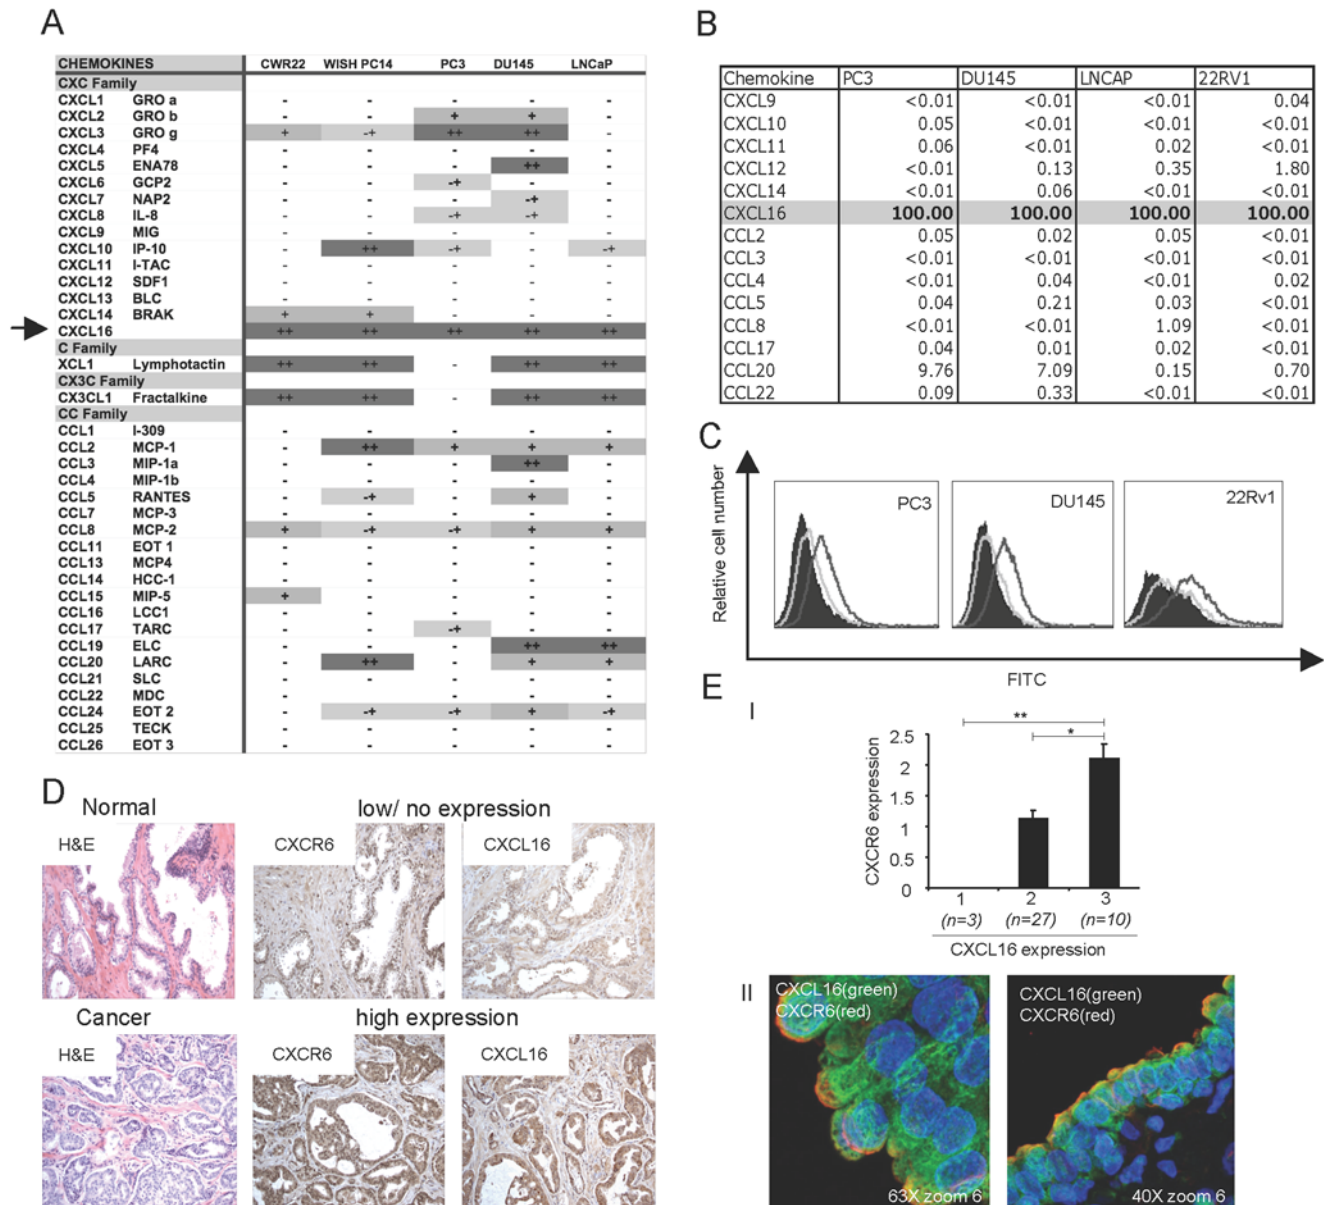 A
CHEMOKINES CWR22 WISH PC14 PC3 DU145 LNCaP
CXC Family
CXCL1 GRO a - - - - -
CXCL2 GRO b - - + + -
CXCL3 GRO g + -+ ++ ++ -
CXCL4 PF4 - - - - -
CXCL5 ENA78 - - - ++ -
CXCL6 GCP2 - - -+ - -
CXCL7 NAP2 - - - -+ -
CXCL8 IL-8 - - -+ -+ -
CXCL9 MIG - - - - -
CXCL10 IP-10 - ++ -+ - -+
CXCL11 I-TAC - - - - -
CXCL12 SDF1 - - - - -
CXCL13 BLC - - - - -
CXCL14 BRAK + + - - -
CXCL16 ++ ++ ++ ++ ++
C Family
XCL1 Lymphotactin ++ ++ - ++ ++
CX3C Family
CX3CL1 Fractalkine ++ ++ - ++ ++
CC Family
CCL1 I-309 - - - - -
CCL2 MCP-1 - ++ + + +
CCL3 MIP-1a - - - ++ -
CCL4 MIP-1b - - - - -
CCL5 RANTES - -+ - + -
CCL7 MCP-3 - - - - -
CCL8 MCP-2 + -+ -+ + +
CCL11 EOT 1 - - - - -
CCL13 MCP4 - - - - -
CCL14 HCC-1 - - - - -
CCL15 MIP-5 + - - - -
CCL16 LCC1 - - - - -
CCL17 TARC - - -+ - -
CCL19 ELC - - - ++ ++
CCL20 LARC - ++ - + +
CCL21 SLC - - - - -
CCL22 MDC - - - - -
CCL24 EOT 2 - -+ -+ + -+
CCL25 TECK - - - - -
CCL26 EOT 3 - - - - -
B
Chemokine PC3 DU145 LNCAP 22RV1
CXCL9 <0.01 <0.01 <0.01 0.04
CXCL10 0.05 <0.01 <0.01 <0.01
CXCL11 0.06 <0.01 0.02 <0.01
CXCL12 <0.01 0.13 0.35 1.80
CXCL14 <0.01 0.06 <0.01 <0.01
CXCL16 100.00 100.00 100.00 100.00
CCL2 0.05 0.02 0.05 <0.01
CCL3 <0.01 <0.01 <0.01 <0.01
CCL4 <0.01 0.04 <0.01 0.02
CCL5 0.04 0.21 0.03 <0.01
CCL8 <0.01 <0.01 1.09 <0.01
CCL17 0.04 0.01 0.02 <0.01
CCL20 9.76 7.09 0.15 0.70
CCL22 0.09 0.33 <0.01 <0.01
C
Relative cell number
PC3 DU145 22Rv1
FITC
D
Normal low/ no expression
H&E CXCR6 CXCL16
Cancer high expression
H&E CXCR6 CXCL16
E
I
**
*
CXCR6 expression
2.5
2
1.5
1
0.5
0
1 2 3
(n=3) (n=27) (n=10)
CXCL16 expression
II
CXCL16(green)
CXCR6(red)
63X zoom 6
CXCL16(green)
CXCR6(red)
40X zoom 6